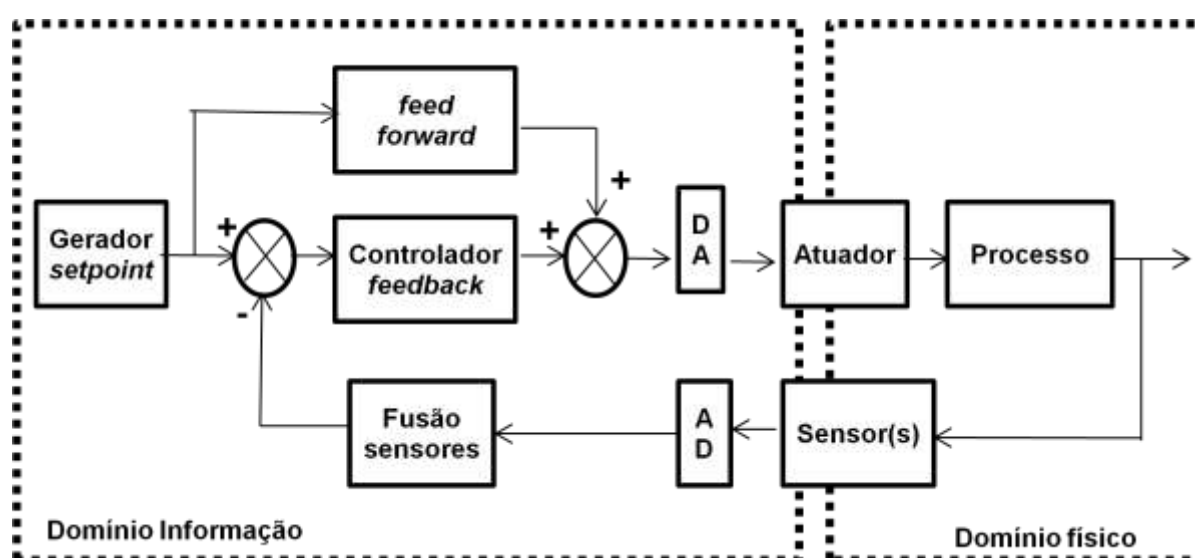 feed
forward
+
D
A
Gerador
setpoint
+
Controlador
feedback
+
Atuador
Processo
-
Fusão
sensores
A
D
Sensor(s)
Domínio Informação
Domínio físico